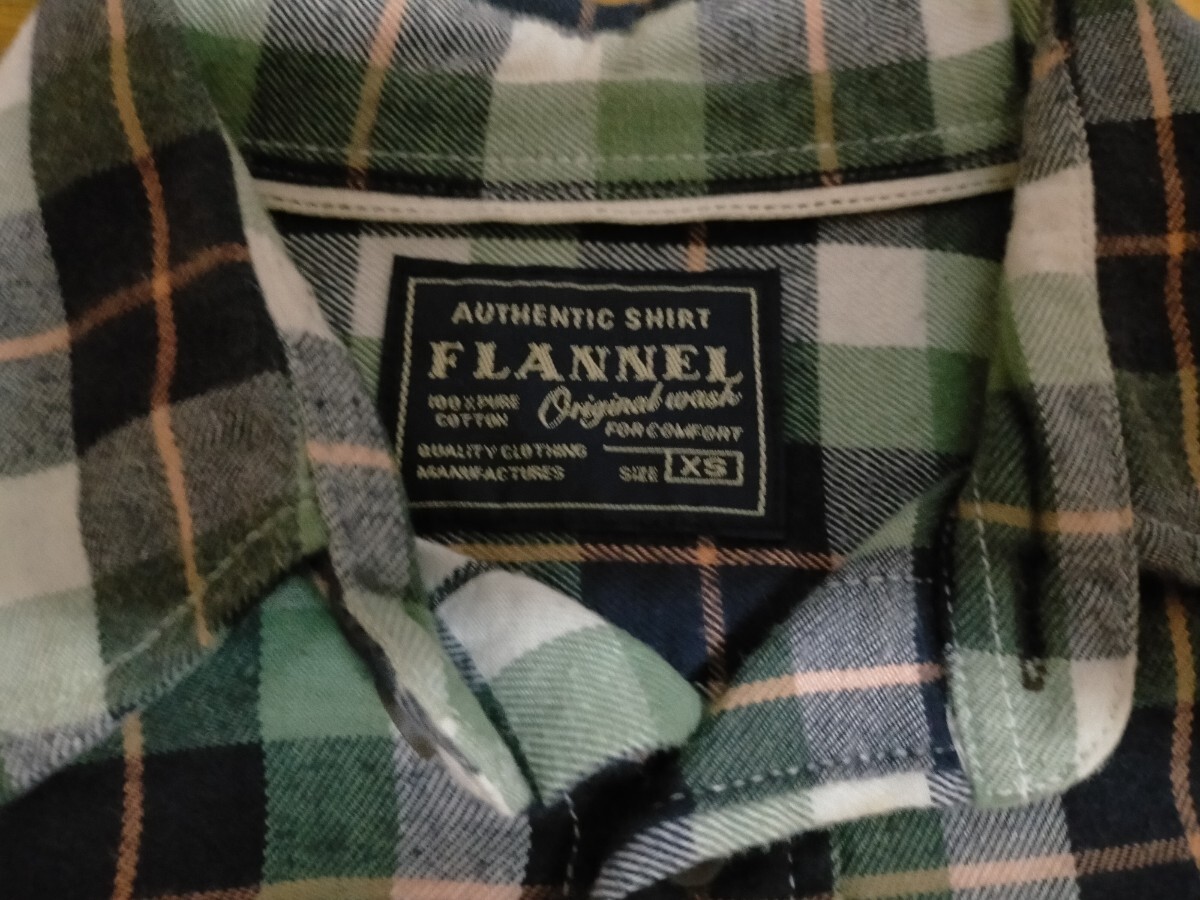 AUTHENTIC SHIRT
FLANNEL
100% PURE
COTTON
Original wash
FOR COMFORT
QUALITY CLOTHING
MANUFACTURES
SIZE XS